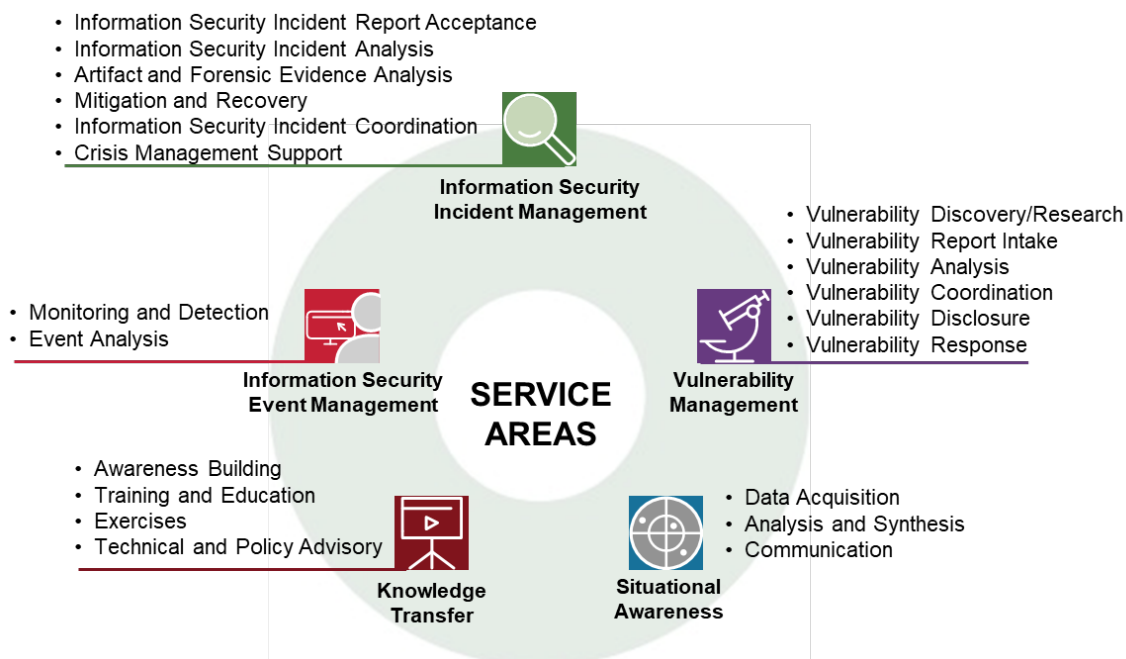 • Information Security Incident Report Acceptance
• Information Security Incident Analysis
• Artifact and Forensic Evidence Analysis
• Mitigation and Recovery
• Information Security Incident Coordination
• Crisis Management Support
Information Security
Incident Management
• Vulnerability Discovery/Research
• Vulnerability Report Intake
• Vulnerability Analysis
• Vulnerability Coordination
• Vulnerability Disclosure
• Vulnerability Response
Vulnerability
Management
• Monitoring and Detection
• Event Analysis
Information Security
Event Management
SERVICE
AREAS
• Awareness Building
• Training and Education
• Exercises
• Technical and Policy Advisory
Knowledge
Transfer
• Data Acquisition
• Analysis and Synthesis
• Communication
Situational
Awareness